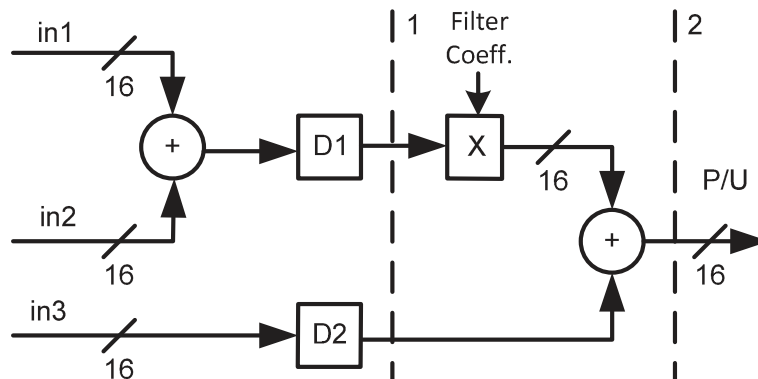 in1
16
1
Filter
Coeff.
2
+
D1
X
16
P/U
in2
16
+
16
in3
16
D2